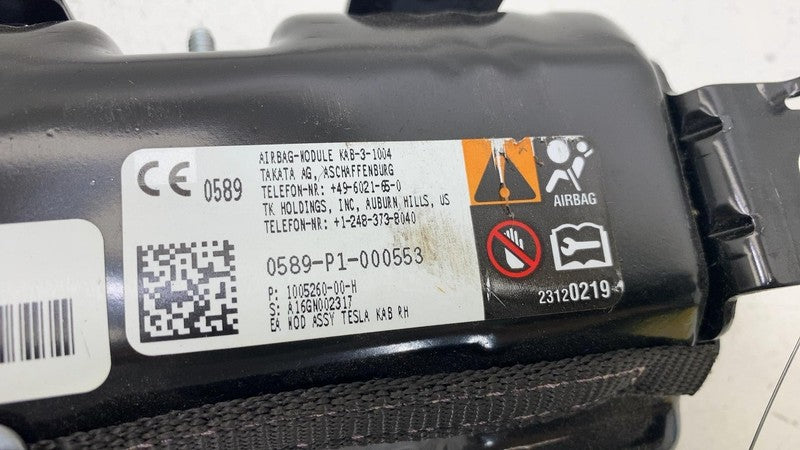 CE 0589
AIRBAG-MODULE KAB-3-1004
TAKATA AG, ASCHAFFENBURG
TELEFON-NR: +49-6021-65-0
TK HOLDINGS, INC, AUBURN HILLS, US
TELEFON-NR: +1-248-373-8040
0589-P1-000553
P: 1005260-00-H
S: A16GN002317
EA MOD ASSY TESLA KAB RH
AIRBAG
23120219